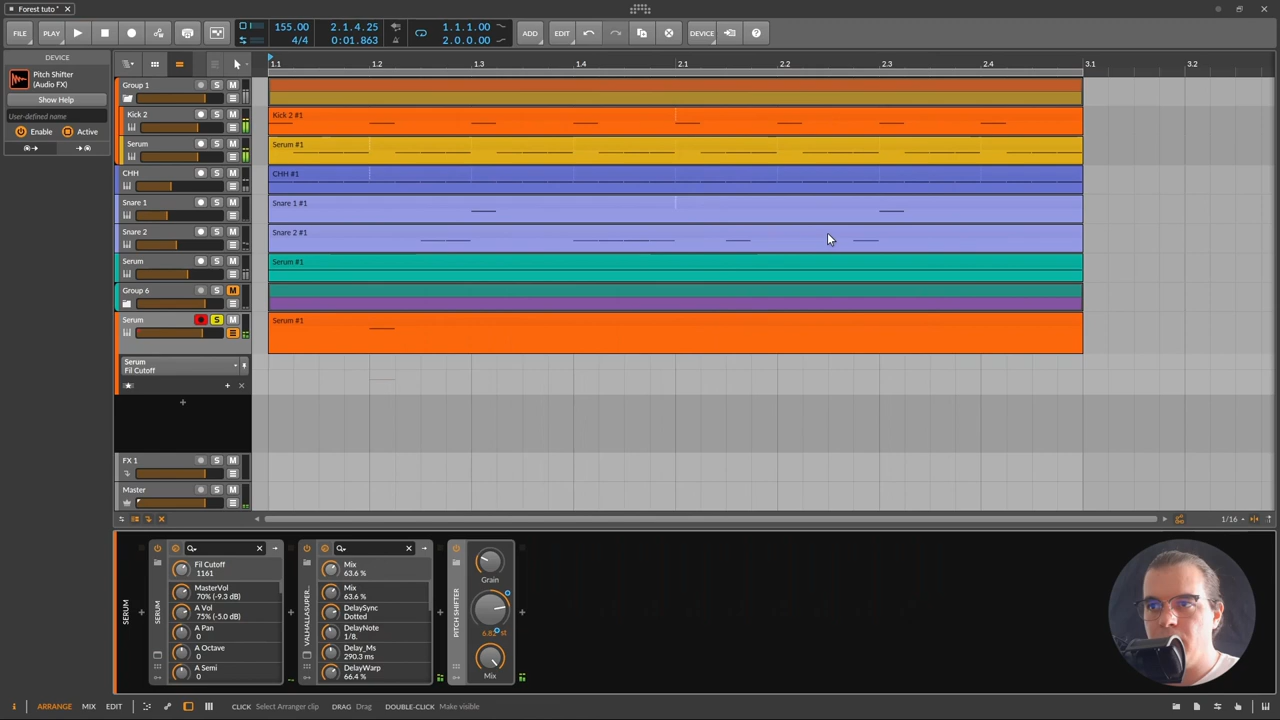 Forest tuto *
FILE
PLAY
155.00
4/4
2.1.4.25
0:01.863
1.1.1.00
2.0.0.00
ADD
EDIT
DEVICE
DEVICE
Pitch Shifter
(Audio FX)
Show Help
User-defined name
Enable
Active
1.1
1.2
1.3
1.4
2.1
2.2
2.3
2.4
3.1
3.2
Group 1
S
M
Kick 2
S
M
Kick 2 #1
Serum
S
M
Serum #1
CHH
S
M
CHH #1
Snare 1
S
M
Snare 1 #1
Snare 2
S
M
Snare 2 #1
Serum
S
M
Serum #1
Group 6
S
M
Serum
S
M
Serum #1
Serum
Fil Cutoff
FX 1
S
M
Master
S
M
1/16
SERUM
SERUM
Fil Cutoff
1161
MasterVol
70% (-9.3 dB)
A Vol
75% (-5.0 dB)
A Pan
0
A Octave
0
A Semi
0
VALHALLASUPER..
Mix
63.6 %
Mix
63.6 %
DelaySync
Dotted
DelayNote
1/8.
Delay_Ms
290.3 ms
DelayWarp
66.4 %
PITCH SHIFTER
Grain
6.82 st
Mix
i
ARRANGE
MIX
EDIT
CLICK Select Arranger clip
DRAG Drag
DOUBLE-CLICK Make visible